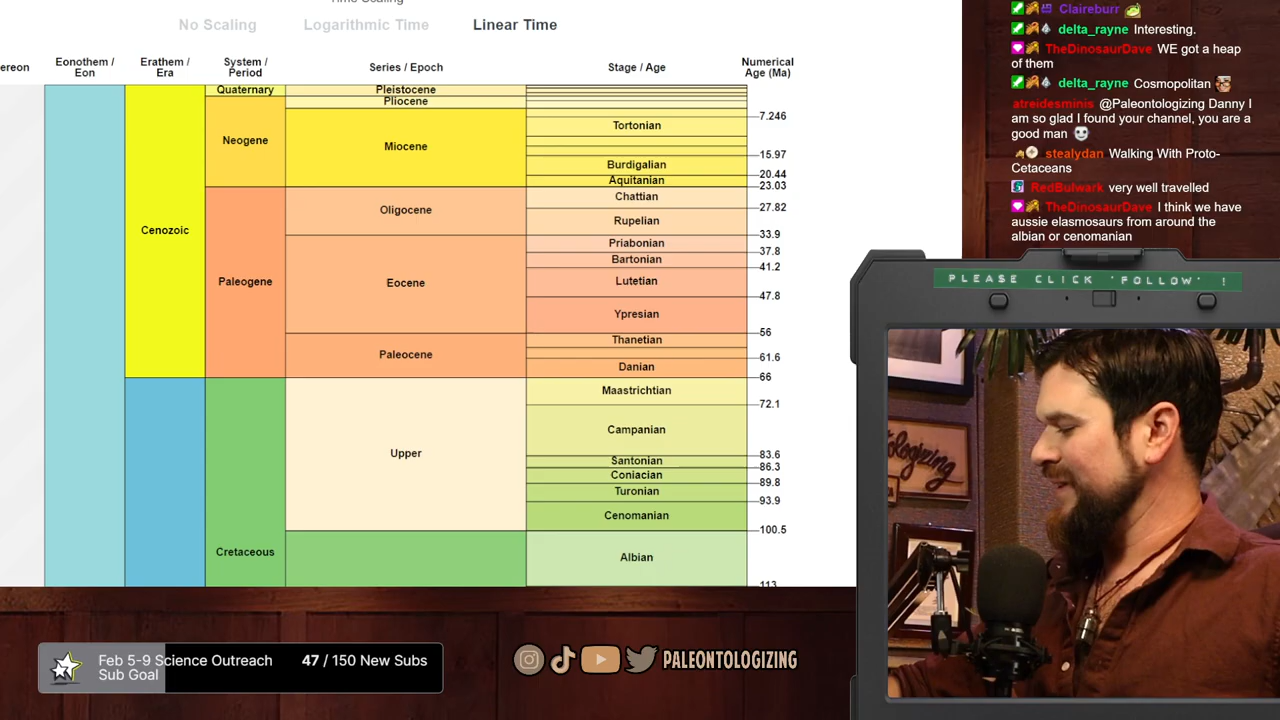 Time Scaling
No Scaling Logarithmic Time Linear Time
ereon
Eonothem /
Eon
Erathem /
Era
System /
Period
Series / Epoch
Stage / Age
Numerical
Age (Ma)
Cenozoic
Quaternary
Neogene
Paleogene
Cretaceous
Pleistocene
Pliocene
Miocene
Oligocene
Eocene
Paleocene
Upper
Tortonian
Burdigalian
Aquitanian
Chattian
Rupelian
Priabonian
Bartonian
Lutetian
Ypresian
Thanetian
Danian
Maastrichtian
Campanian
Santonian
Coniacian
Turonian
Cenomanian
Albian
7.246
15.97
20.44
23.03
27.82
33.9
37.8
41.2
47.8
56
61.6
66
72.1
83.6
86.3
89.8
93.9
100.5
113
Claireburr
delta_rayne Interesting.
TheDinosaurDave WE got a heap
of them
delta_rayne Cosmopolitan
atreidesminis @Paleontologizing Danny I
am so glad I found your channel, you are a
good man
stealydan Walking With Proto-
Cetaceans
RedBulwark very well travelled
TheDinosaurDave I think we have
aussie elasmosaurs from around the
albian or cenomanian
PLEASE CLICK 'FOLLOW' !
ologizing
Feb 5-9 Science Outreach
Sub Goal
47 / 150 New Subs
PALEONTOLOGIZING